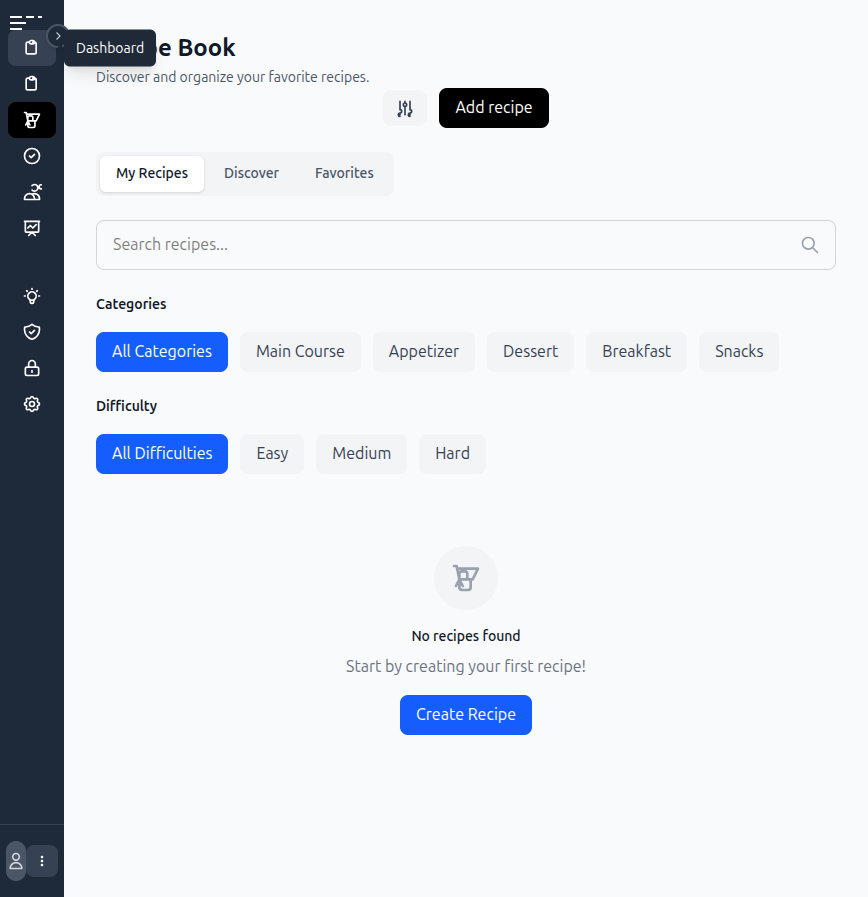 Dashboard
e Book
Discover and organize your favorite recipes.
Add recipe
My Recipes Discover Favorites
Search recipes...
Categories
All Categories Main Course Appetizer Dessert Breakfast Snacks
Difficulty
All Difficulties Easy Medium Hard
No recipes found
Start by creating your first recipe!
Create Recipe